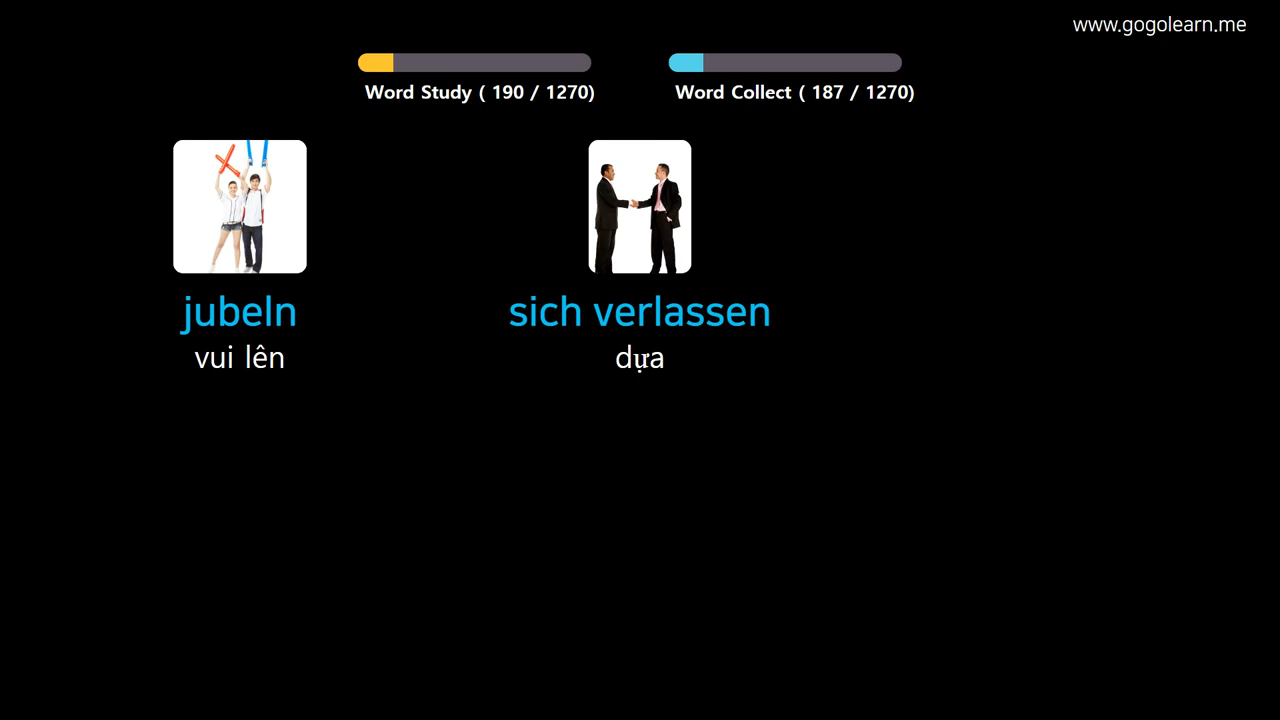 www.gogolearn.me
Word Study ( 190 / 1270)
Word Collect ( 187 / 1270)
jubeln
vui lên
sich verlassen
dựa